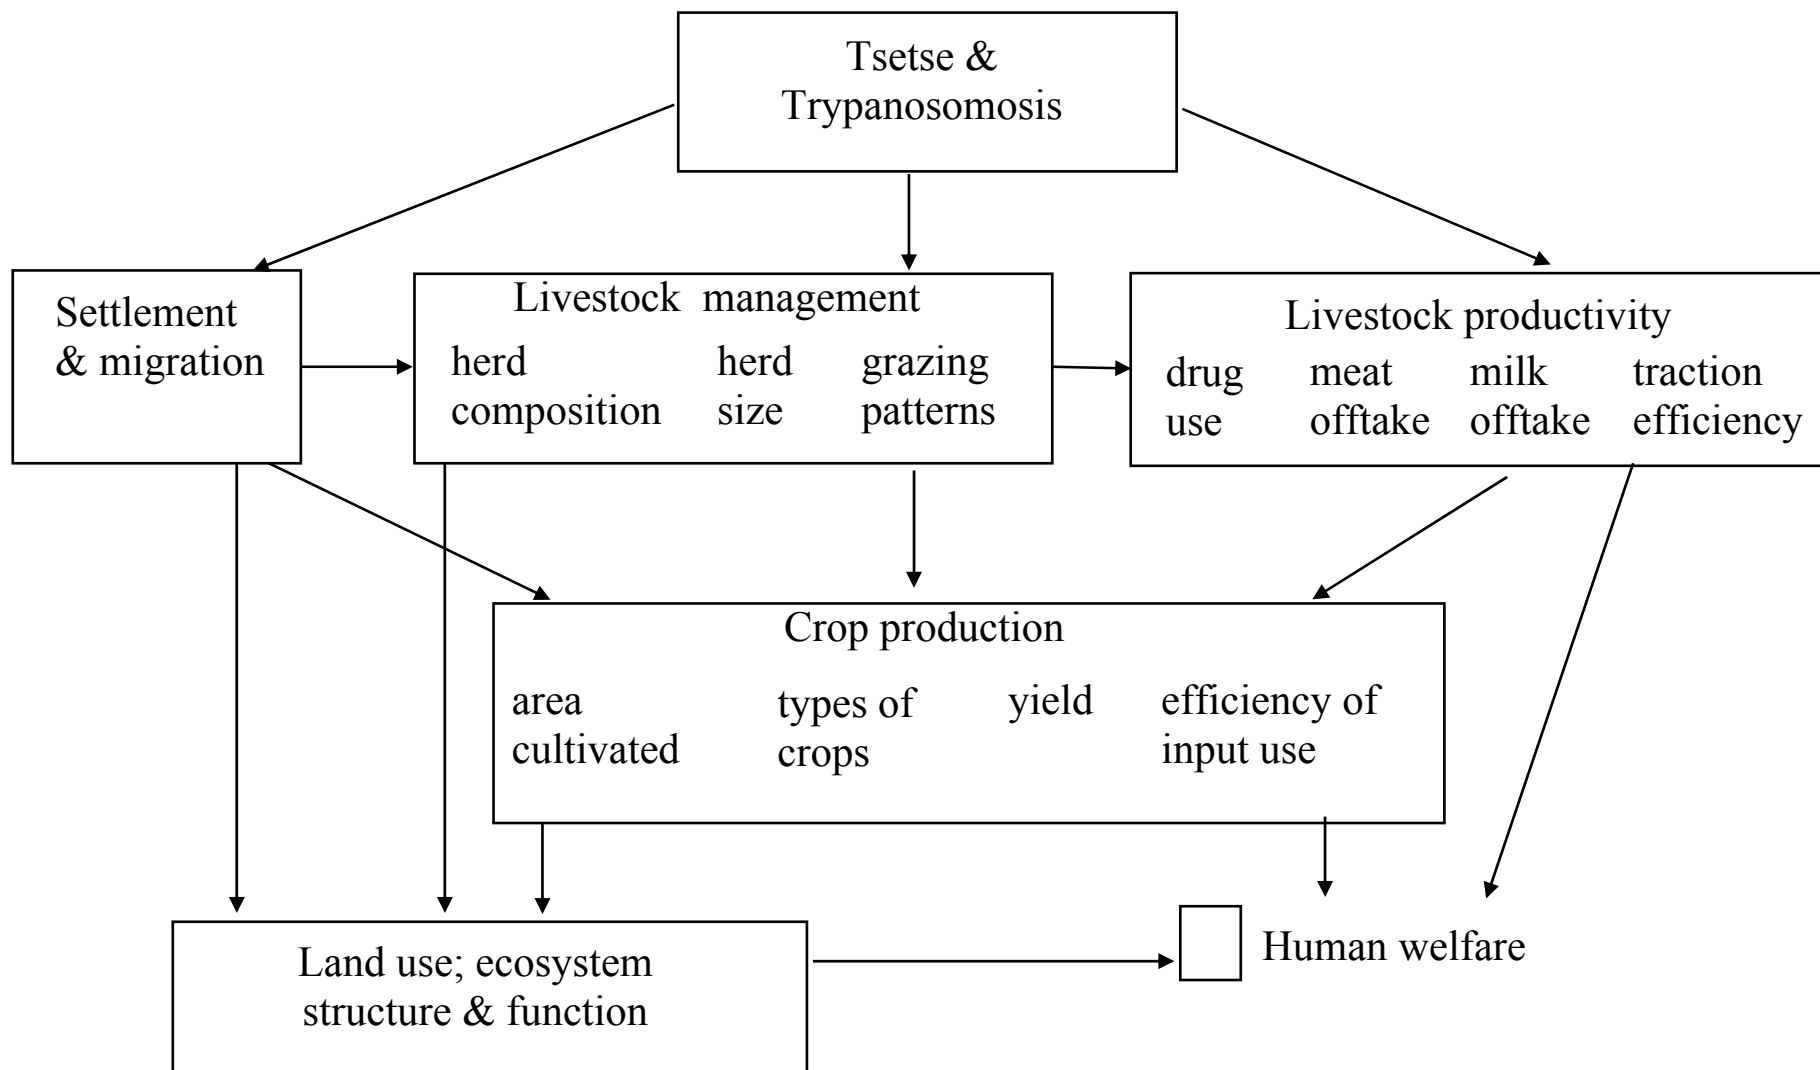 Tsetse &
Trypanosomosis
Settlement
& migration
Livestock management
herd
composition
herd
size
grazing
patterns
Livestock productivity
drug
use
meat
offtake
milk
offtake
traction
efficiency
Crop production
area
cultivated
types of
crops
yield
efficiency of
input use
Land use; ecosystem
structure & function
Human welfare